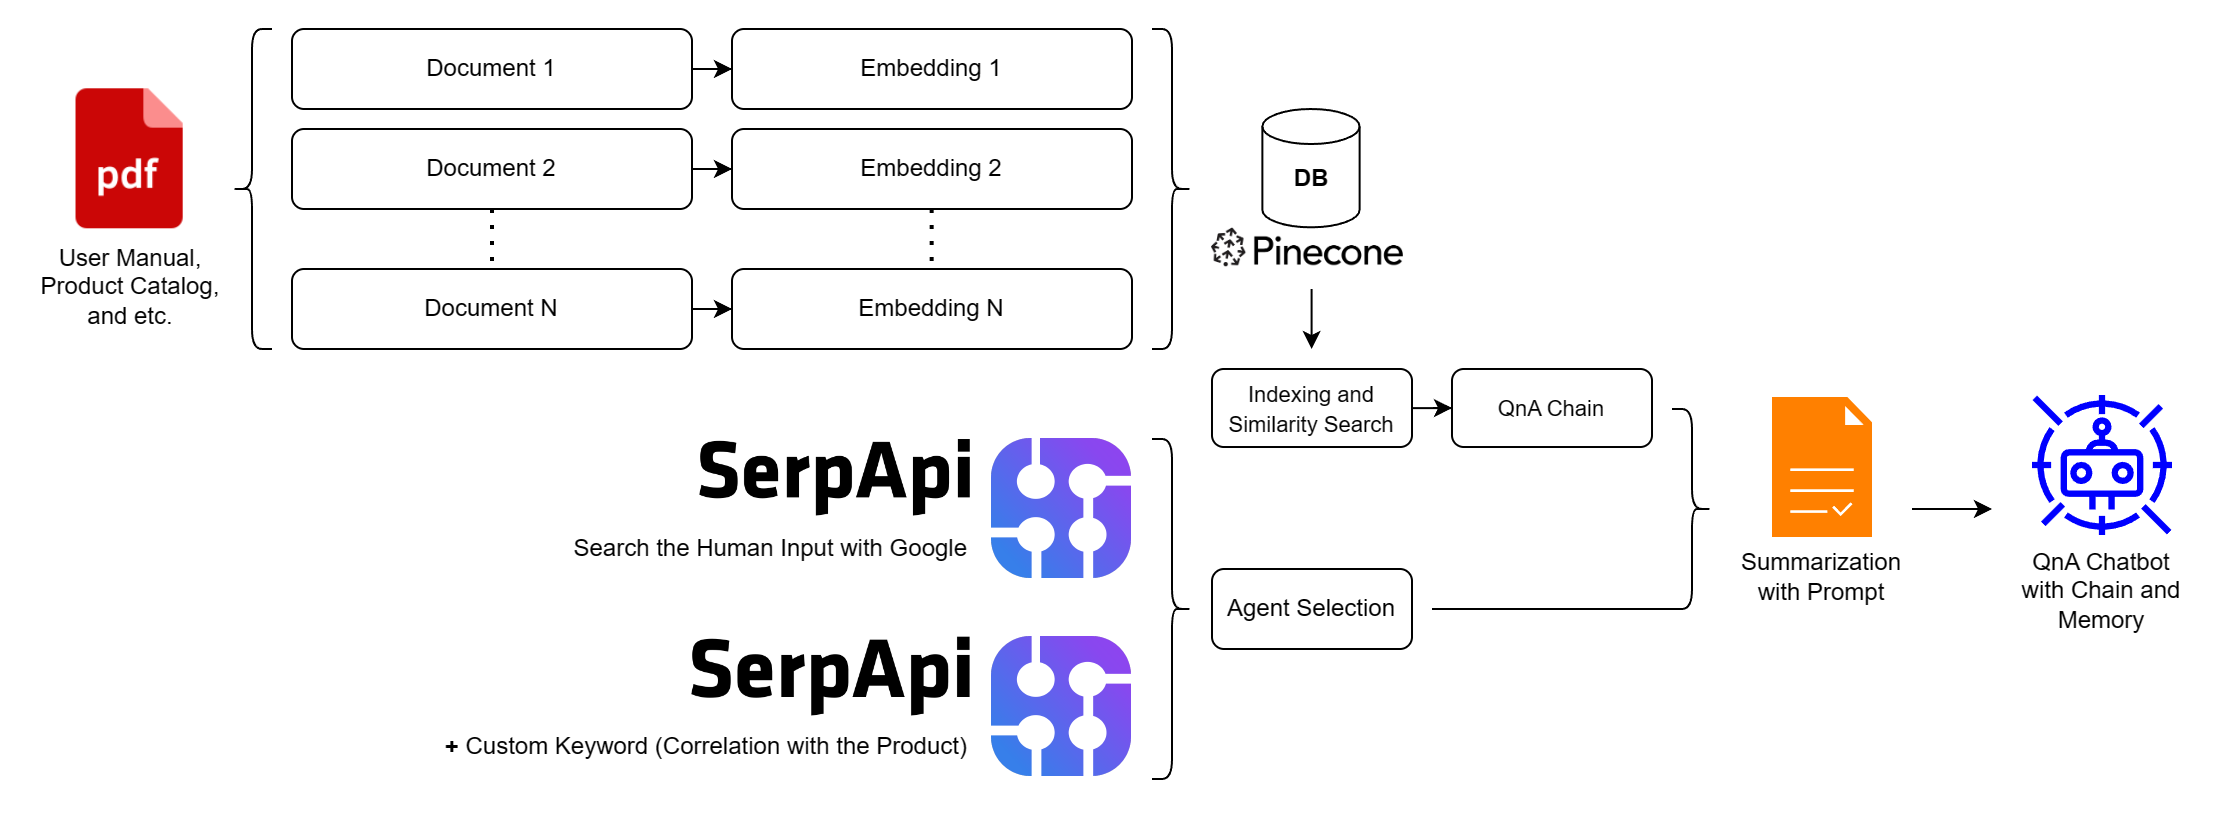 pdf
User Manual,
Product Catalog,
and etc.
Document 1
Embedding 1
Document 2
Embedding 2
Document N
Embedding N
DB
Pinecone
Indexing and
Similarity Search
QnA Chain
SerpApi
Search the Human Input with Google
SerpApi
+ Custom Keyword (Correlation with the Product)
Agent Selection
Summarization
with Prompt
QnA Chatbot
with Chain and
Memory